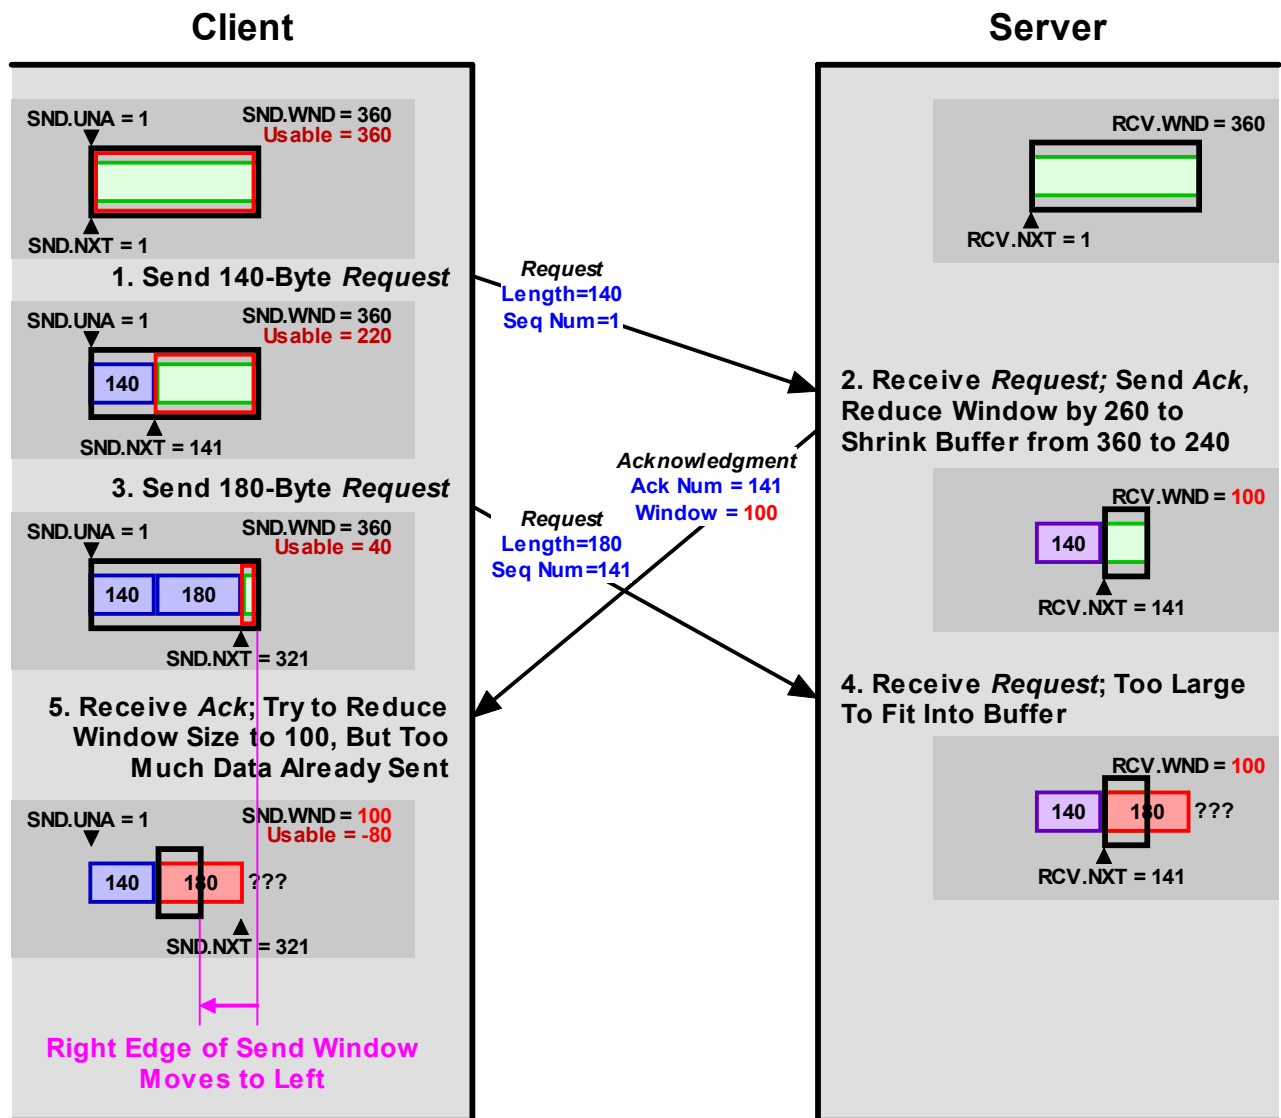 Client
Server
SND.UNA = 1
SND.WND = 360
Usable = 360
SND.NXT = 1
RCV.WND = 360
RCV.NXT = 1
1. Send 140-Byte Request
Request
Length=140
Seq Num=1
SND.UNA = 1
SND.WND = 360
Usable = 220
140
SND.NXT = 141
2. Receive Request; Send Ack,
Reduce Window by 260 to
Shrink Buffer from 360 to 240
Acknowledgment
Ack Num = 141
Window = 100
RCV.WND = 100
140
RCV.NXT = 141
3. Send 180-Byte Request
Request
Length=180
Seq Num=141
SND.UNA = 1
SND.WND = 360
Usable = 40
140
180
SND.NXT = 321
4. Receive Request; Too Large
To Fit Into Buffer
RCV.WND = 100
140
180
???
RCV.NXT = 141
5. Receive Ack; Try to Reduce
Window Size to 100, But Too
Much Data Already Sent
SND.UNA = 1
SND.WND = 100
Usable = -80
140
180
???
SND.NXT = 321
Right Edge of Send Window
Moves to Left